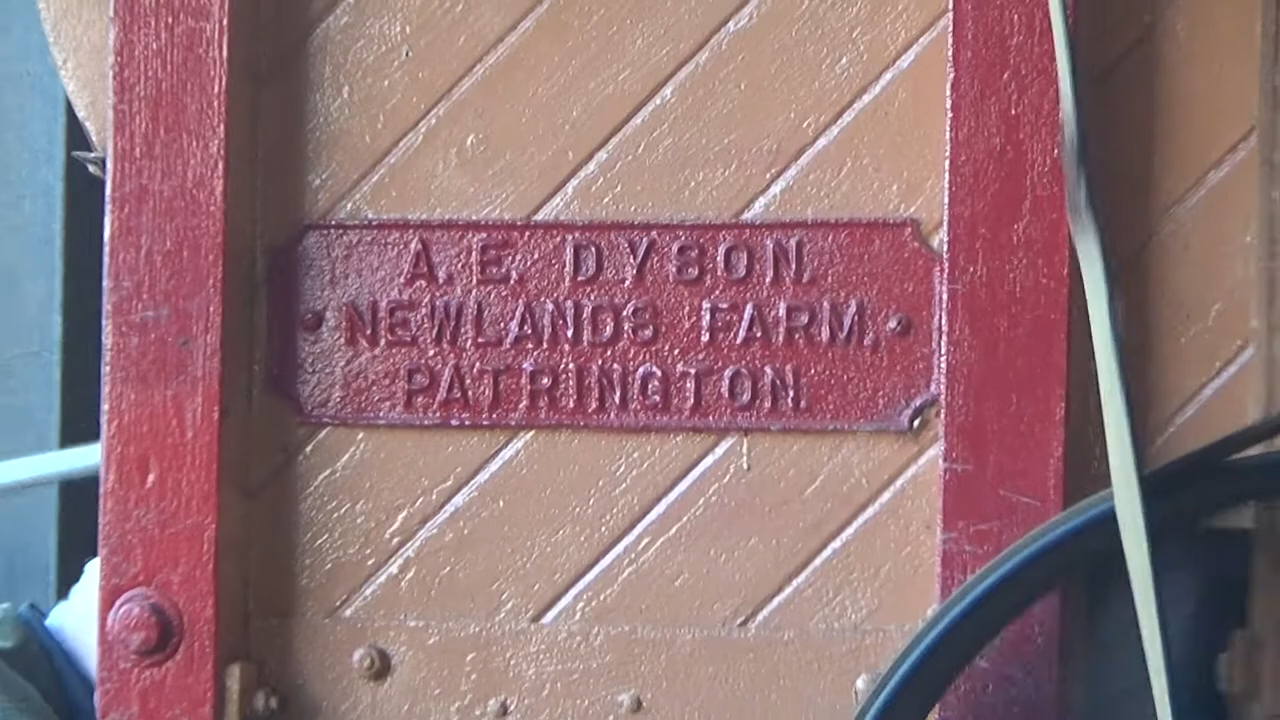 A. E. DYSON.
NEWLANDS FARM,
PATRINGTON.